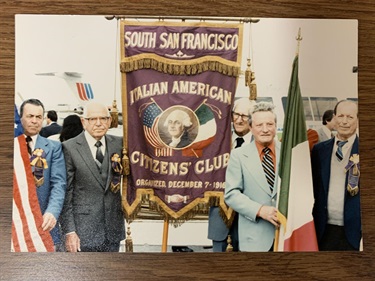 SOUTH SAN FRANCISCO
ITALIAN AMERICAN
CITIZENS' CLUB
ORGANIZED, DECEMBER 7-